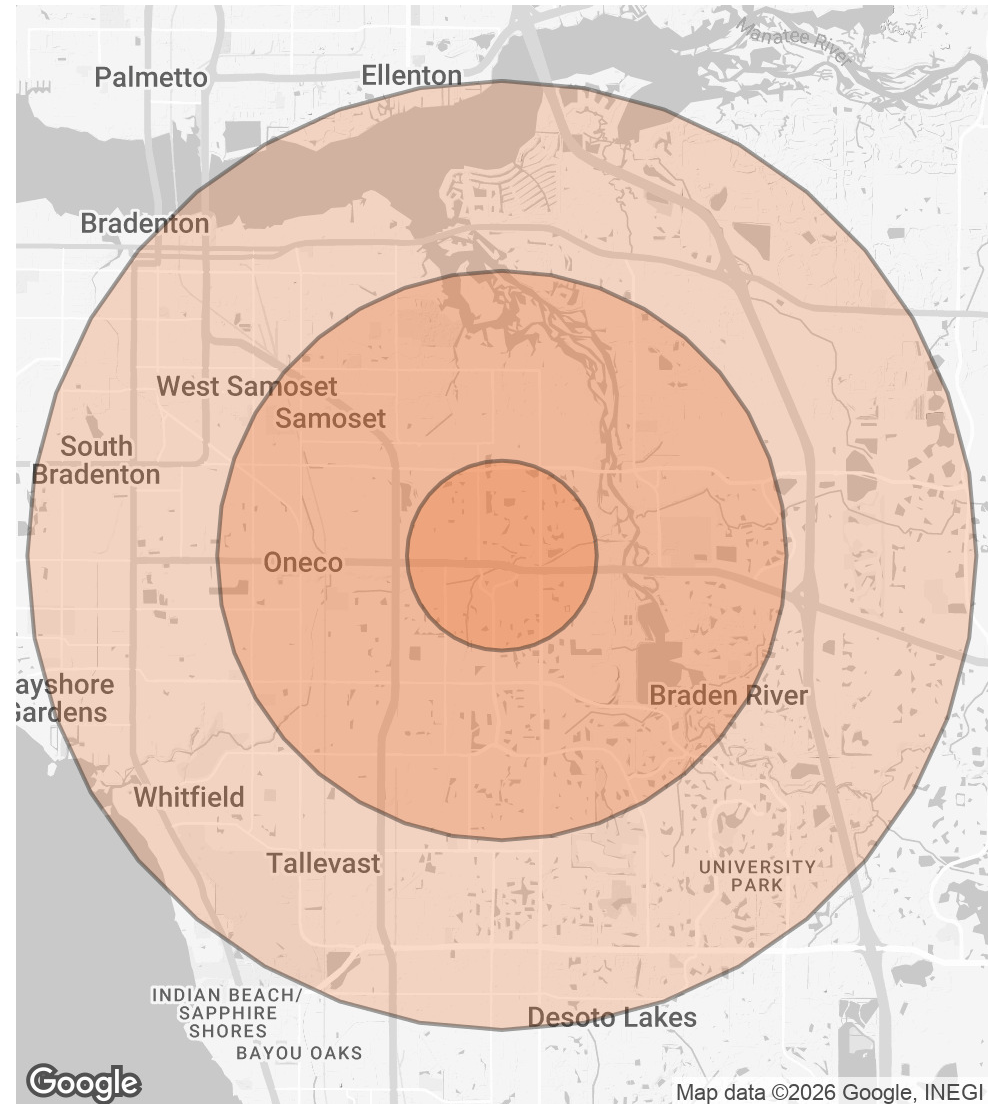 Manatee River
Palmetto
Ellenton
Bradenton
West Samoset
Samoset
South
Bradenton
Oneco
ayshore
Gardens
Braden River
Whitfield
Tallevast
UNIVERSITY
PARK
INDIAN BEACH/
SAPPHIRE
SHORES
Desoto Lakes
BAYOU OAKS
Google
Map data ©2026 Google, INEGI